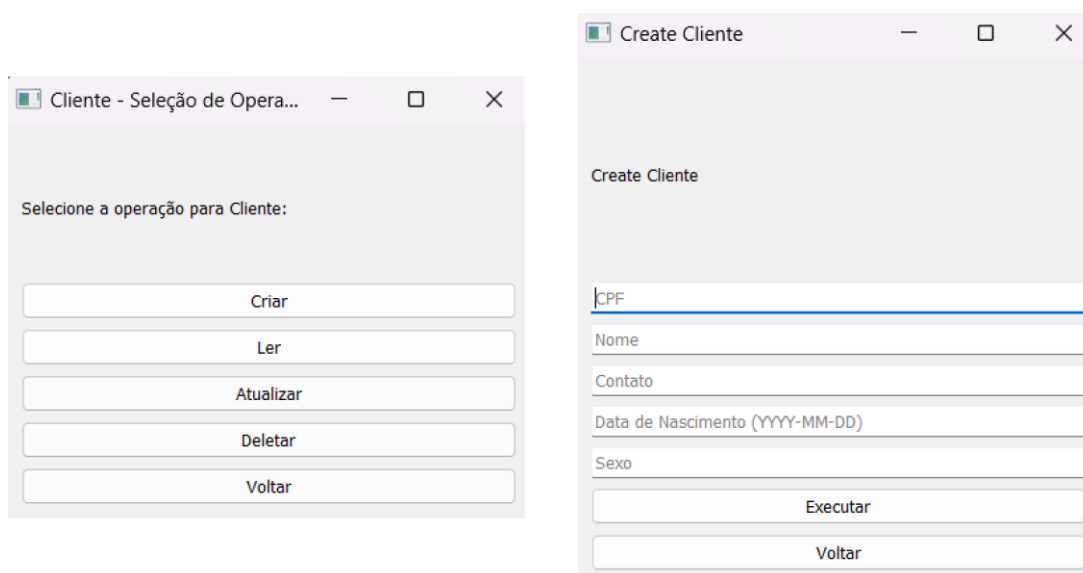 Cliente - Seleção de Opera...
Selecione a operação para Cliente:
Criar
Ler
Atualizar
Deletar
Voltar
Create Cliente
Create Cliente
CPF
Nome
Contato
Data de Nascimento (YYYY-MM-DD)
Sexo
Executar
Voltar